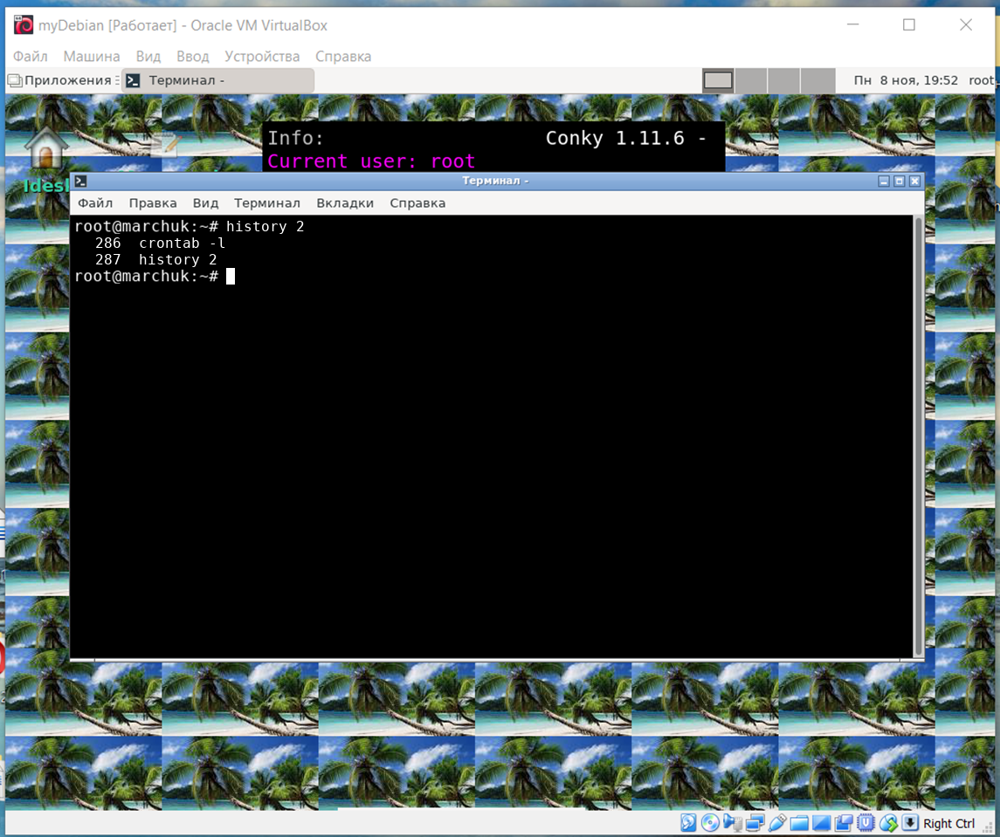 myDebian [Работает] - Oracle VM VirtualBox
Файл Машина Вид Ввод Устройства Справка
Приложения Терминал - Пн 8 ноя, 19:52 root
Info: Conky 1.11.6 -
Current user: root
Idesk
Терминал -
Файл Правка Вид Терминал Вкладки Справка
root@marchuk:~# history 2
286 crontab -l
287 history 2
root@marchuk:~#
Right Ctrl